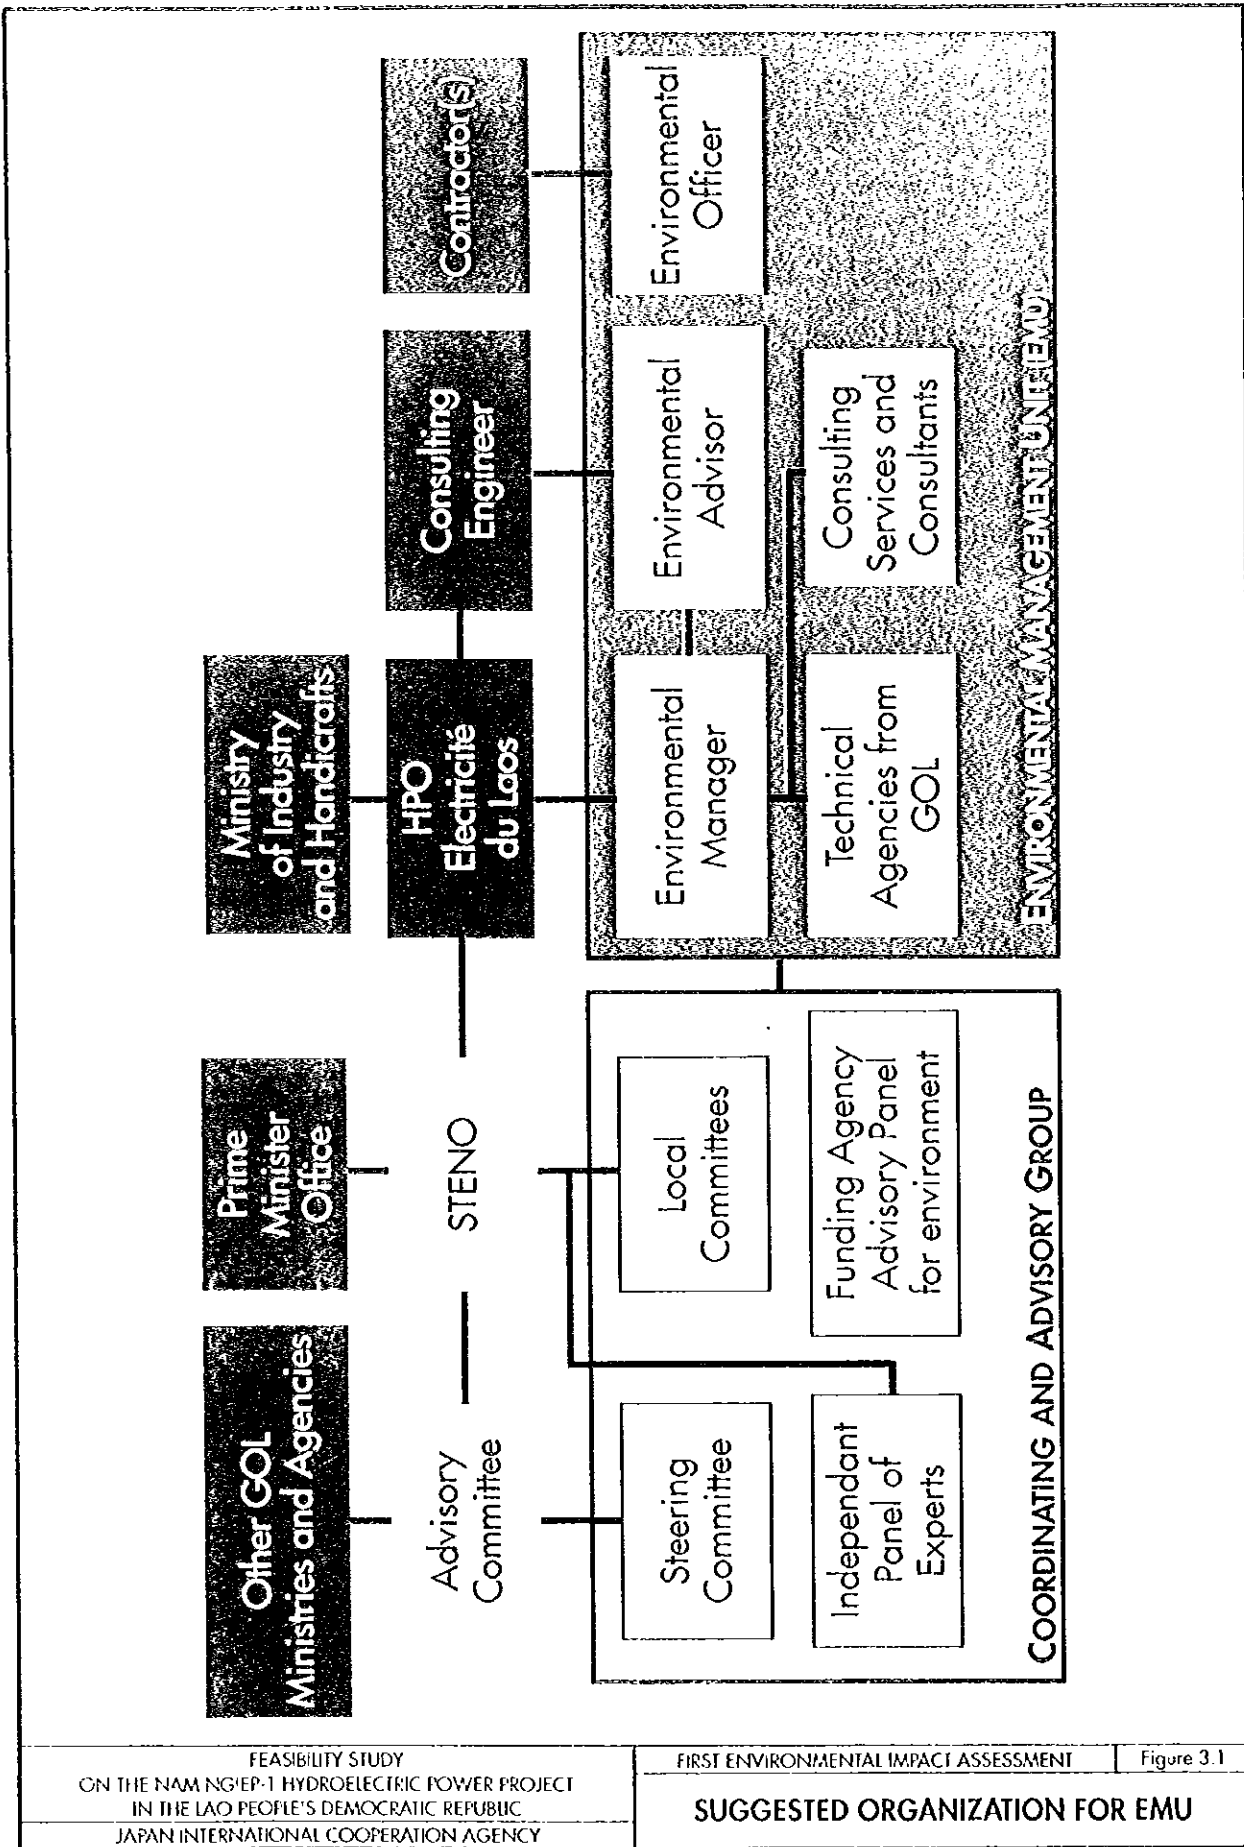 Other GOL
Ministries and Agencies
Prime
Minister
Office
Ministry
of Industry
and Handicrafts
Advisory
Committee
STENO
HPO
Electricité
du Laos
Consulting
Engineer
Contractor(s)
Steering
Committee
Local
Committees
Environmental
Manager
Environmental
Advisor
Environmental
Officer
Independant
Panel of
Experts
Funding Agency
Advisory Panel
for environment
Technical
Agencies from
GOL
Consulting
Services and
Consultants
COORDINATING AND ADVISORY GROUP
ENVIRONMENTAL MANAGEMENT UNIT (EMU)
FEASIBILITY STUDY
ON THE NAM NGIEP-1 HYDROELECTRIC POWER PROJECT
IN THE LAO PEOPLE'S DEMOCRATIC REPUBLIC
JAPAN INTERNATIONAL COOPERATION AGENCY
FIRST ENVIRONMENTAL IMPACT ASSESSMENT
Figure 3.1
SUGGESTED ORGANIZATION FOR EMU